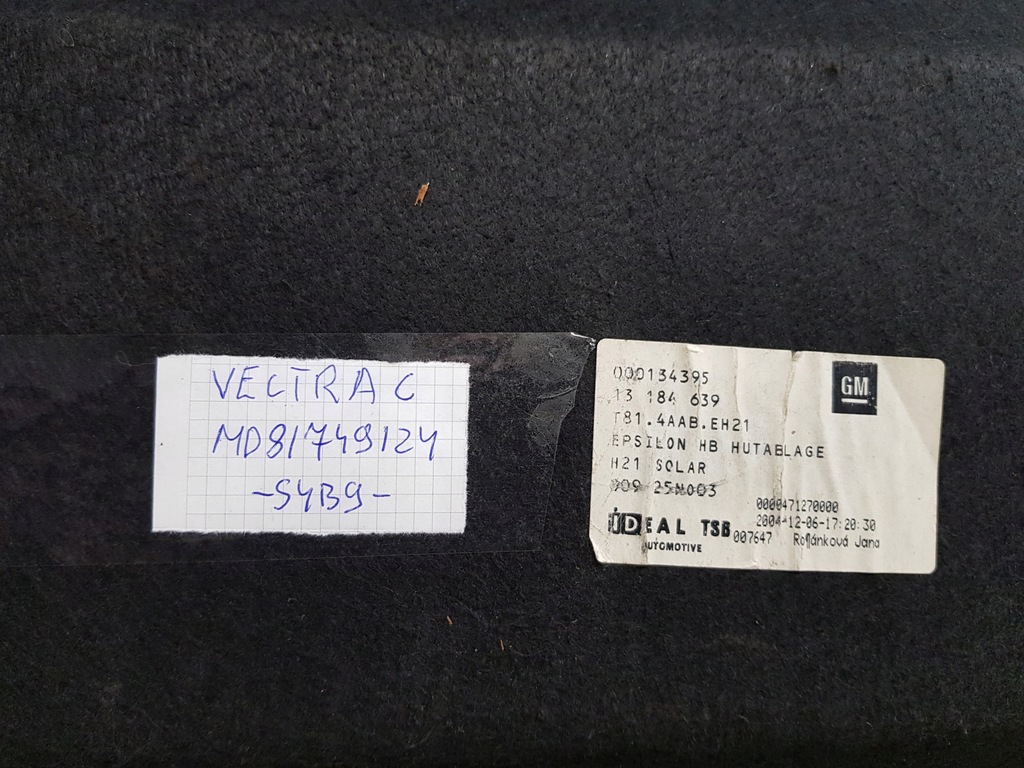 VECTRA C
MD81749124
-S4B9-
000134395
13 184 639
T81.4AAB.EH21
EPSILON HB HUTABLAGE
H21 SOLAR
009 25N003
GM
0000471270000
2004-12-06-17:20:30
007647 Jana
IDEAL TSB
AUTOMOTIVE